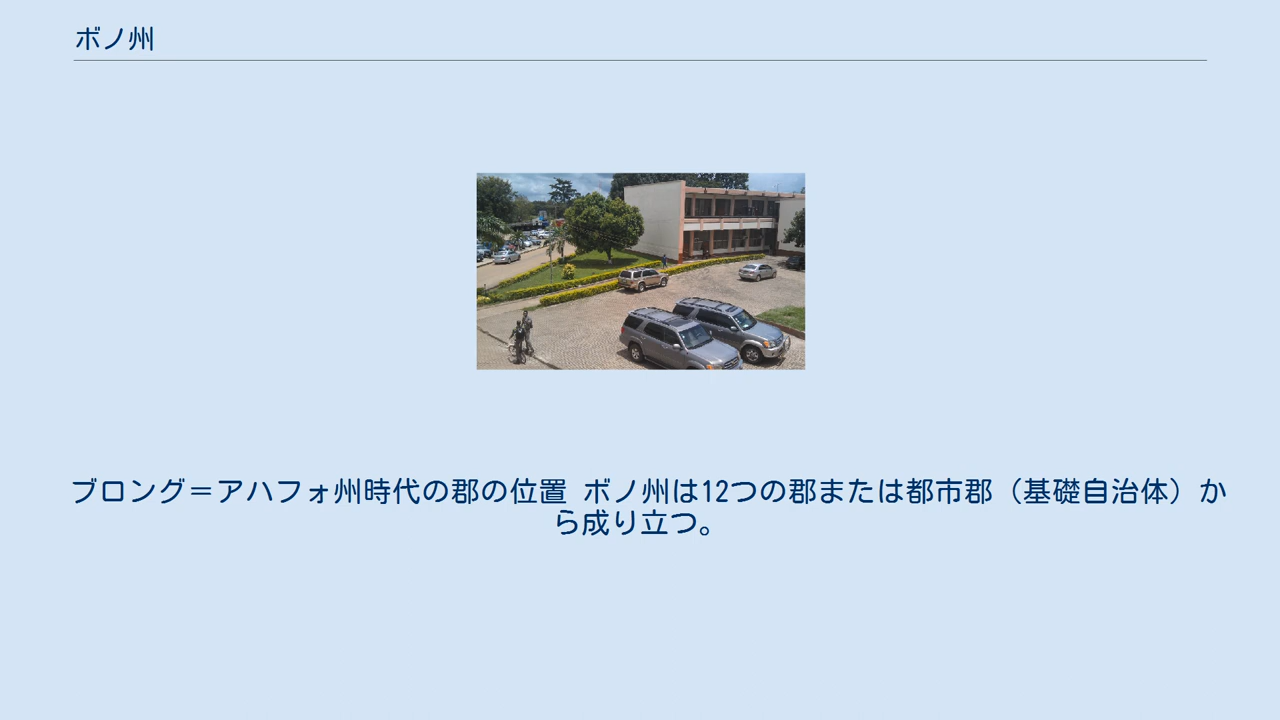 ボノ州
ブロング＝アハフォ州時代の郡の位置 ボノ州は12つの郡または都市郡（基礎自治体）か
ら成り立つ。